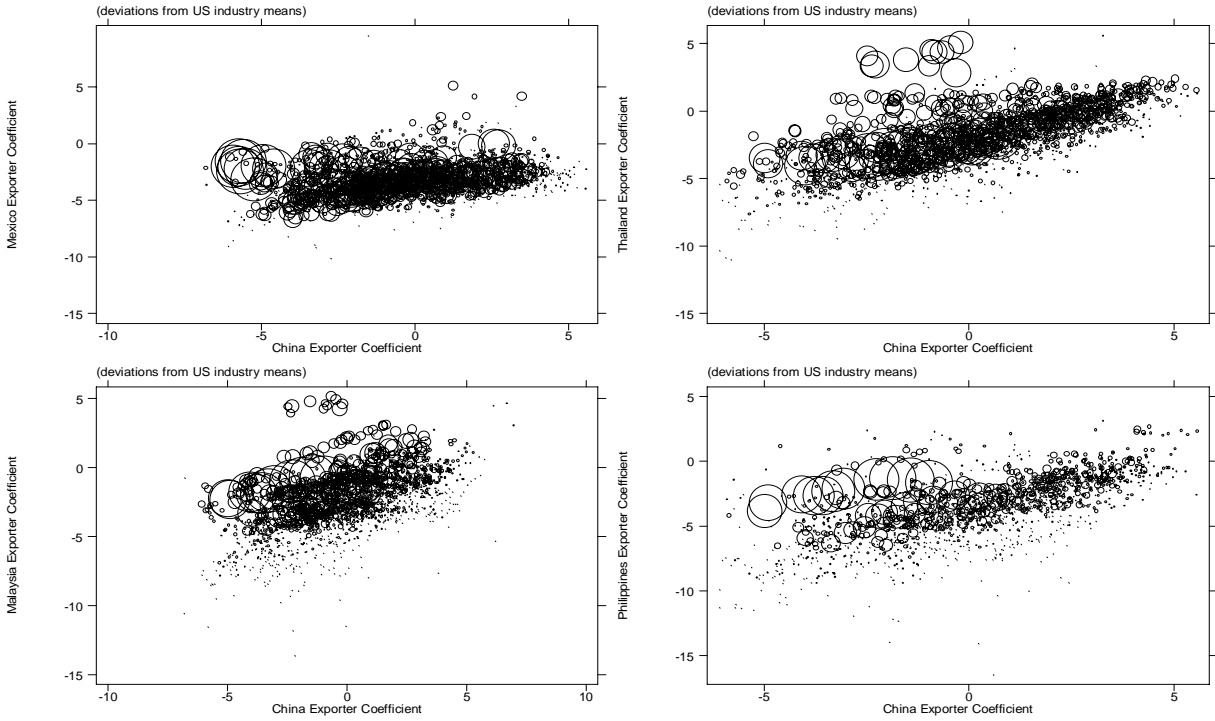 (deviations from US industry means)
Mexico Exporter Coefficient
5
0
-5
-10
-15
-10
-5
0
5
China Exporter Coefficient
(deviations from US industry means)
Thailand Exporter Coefficient
5
0
-5
-10
-15
-5
0
5
China Exporter Coefficient
(deviations from US industry means)
Malaysia Exporter Coefficient
5
0
-5
-10
-15
-10
-5
0
5
10
China Exporter Coefficient
(deviations from US industry means)
Philippines Exporter Coefficient
5
0
-5
-10
-15
-5
0
5
China Exporter Coefficient